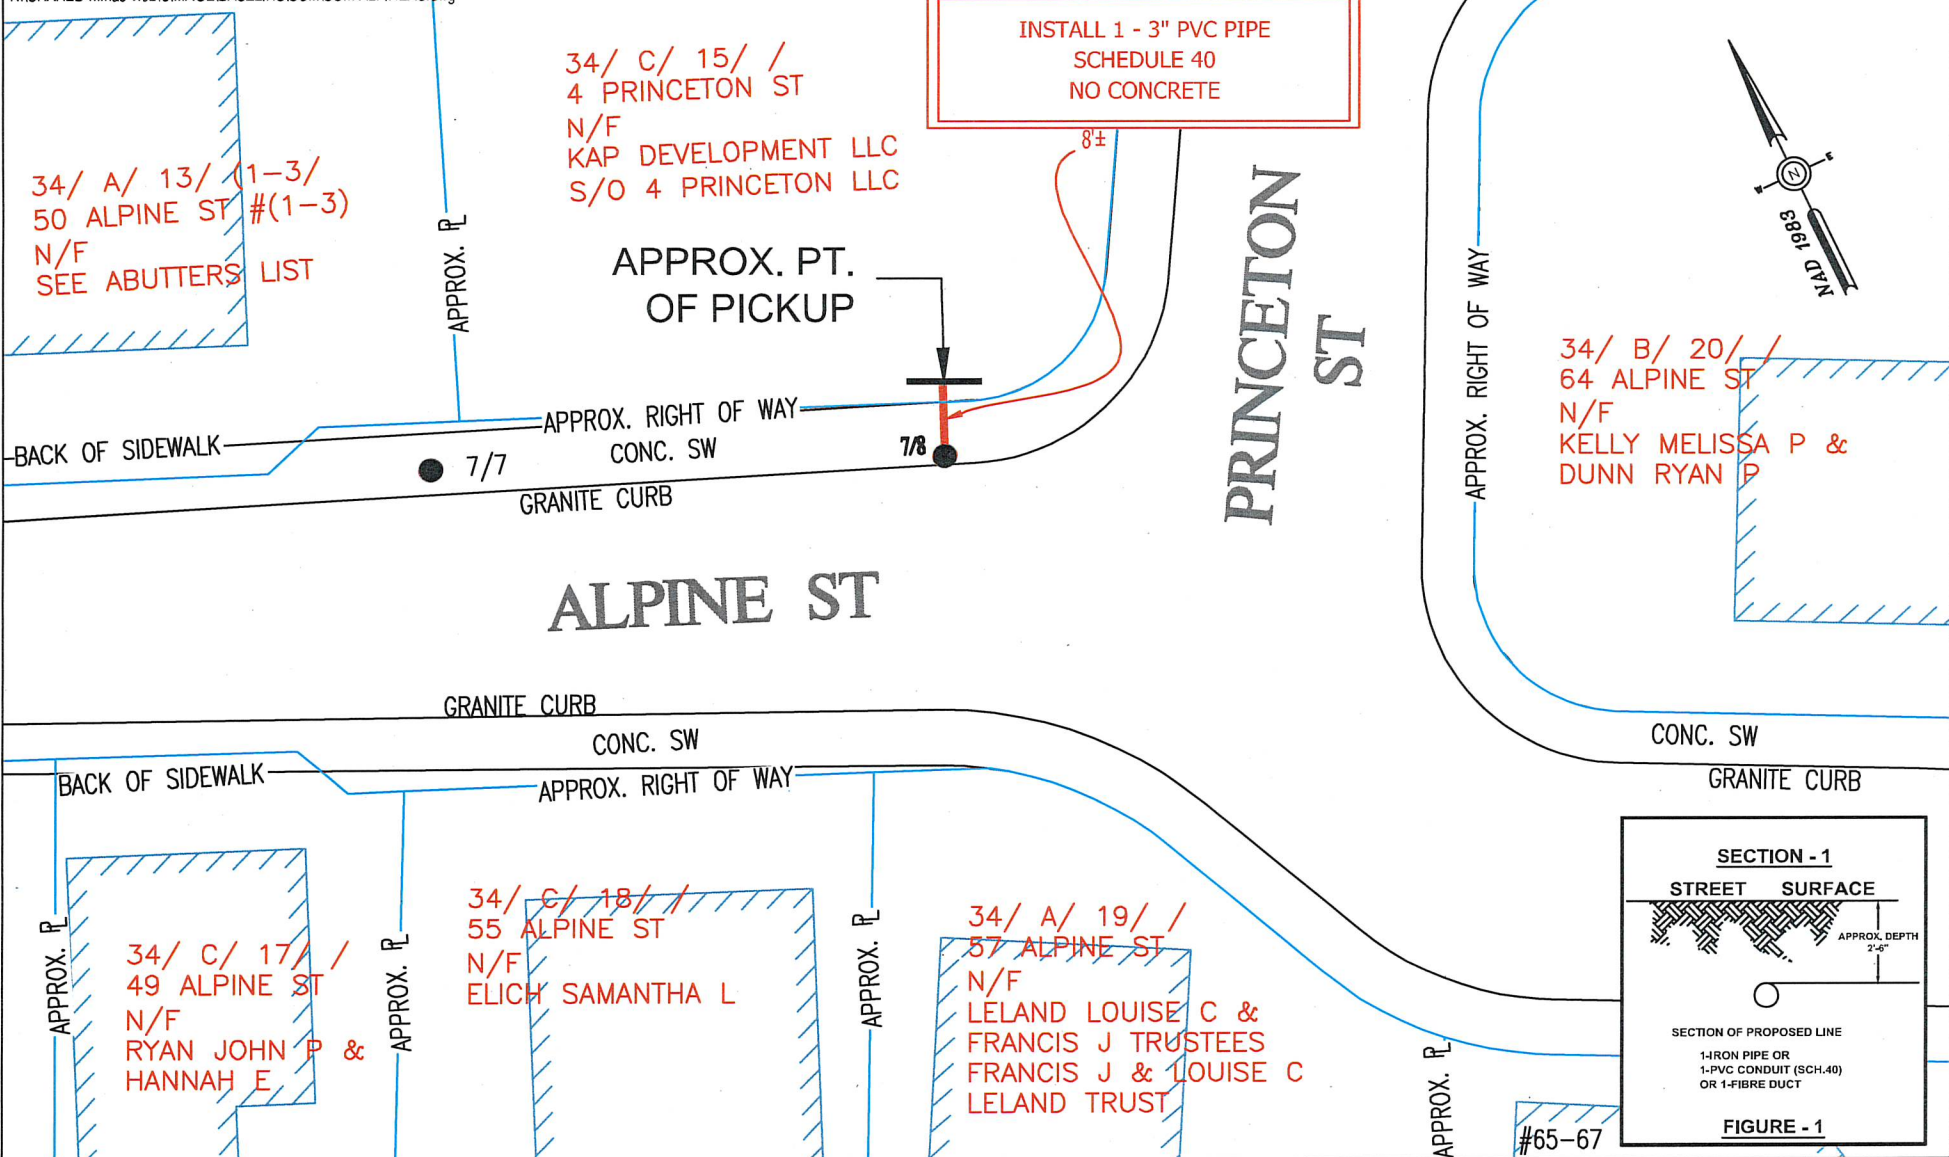 INSTALL 1 - 3" PVC PIPE
SCHEDULE 40
NO CONCRETE
8'±
34/ C/ 15/ /
4 PRINCETON ST
N/F
KAP DEVELOPMENT LLC
S/O 4 PRINCETON LLC
34/ A/ 13/ (1-3/
50 ALPINE ST #(1-3)
N/F
SEE ABUTTERS LIST
APPROX. PL
APPROX. PT.
OF PICKUP
PRINCETON
ST
APPROX. RIGHT OF WAY
N
E
W
NAD 1983
34/ B/ 20/ /
64 ALPINE ST
N/F
KELLY MELISSA P &
DUNN RYAN P
BACK OF SIDEWALK
APPROX. RIGHT OF WAY
CONC. SW
7/7
7/8
GRANITE CURB
ALPINE ST
GRANITE CURB
CONC. SW
BACK OF SIDEWALK
APPROX. RIGHT OF WAY
CONC. SW
GRANITE CURB
APPROX. PL
34/ C/ 17/ /
49 ALPINE ST
N/F
RYAN JOHN P &
HANNAH E
APPROX. PL
34/ C/ 18/ /
55 ALPINE ST
N/F
ELICH SAMANTHA L
APPROX. PL
34/ A/ 19/ /
57 ALPINE ST
N/F
LELAND LOUISE C &
FRANCIS J TRUSTEES
FRANCIS J & LOUISE C
LELAND TRUST
APPROX. PL
#65-67
SECTION - 1
STREET SURFACE
APPROX. DEPTH
2'-6"
SECTION OF PROPOSED LINE
1-IRON PIPE OR
1-PVC CONDUIT (SCH.40)
OR 1-FIBRE DUCT
FIGURE - 1